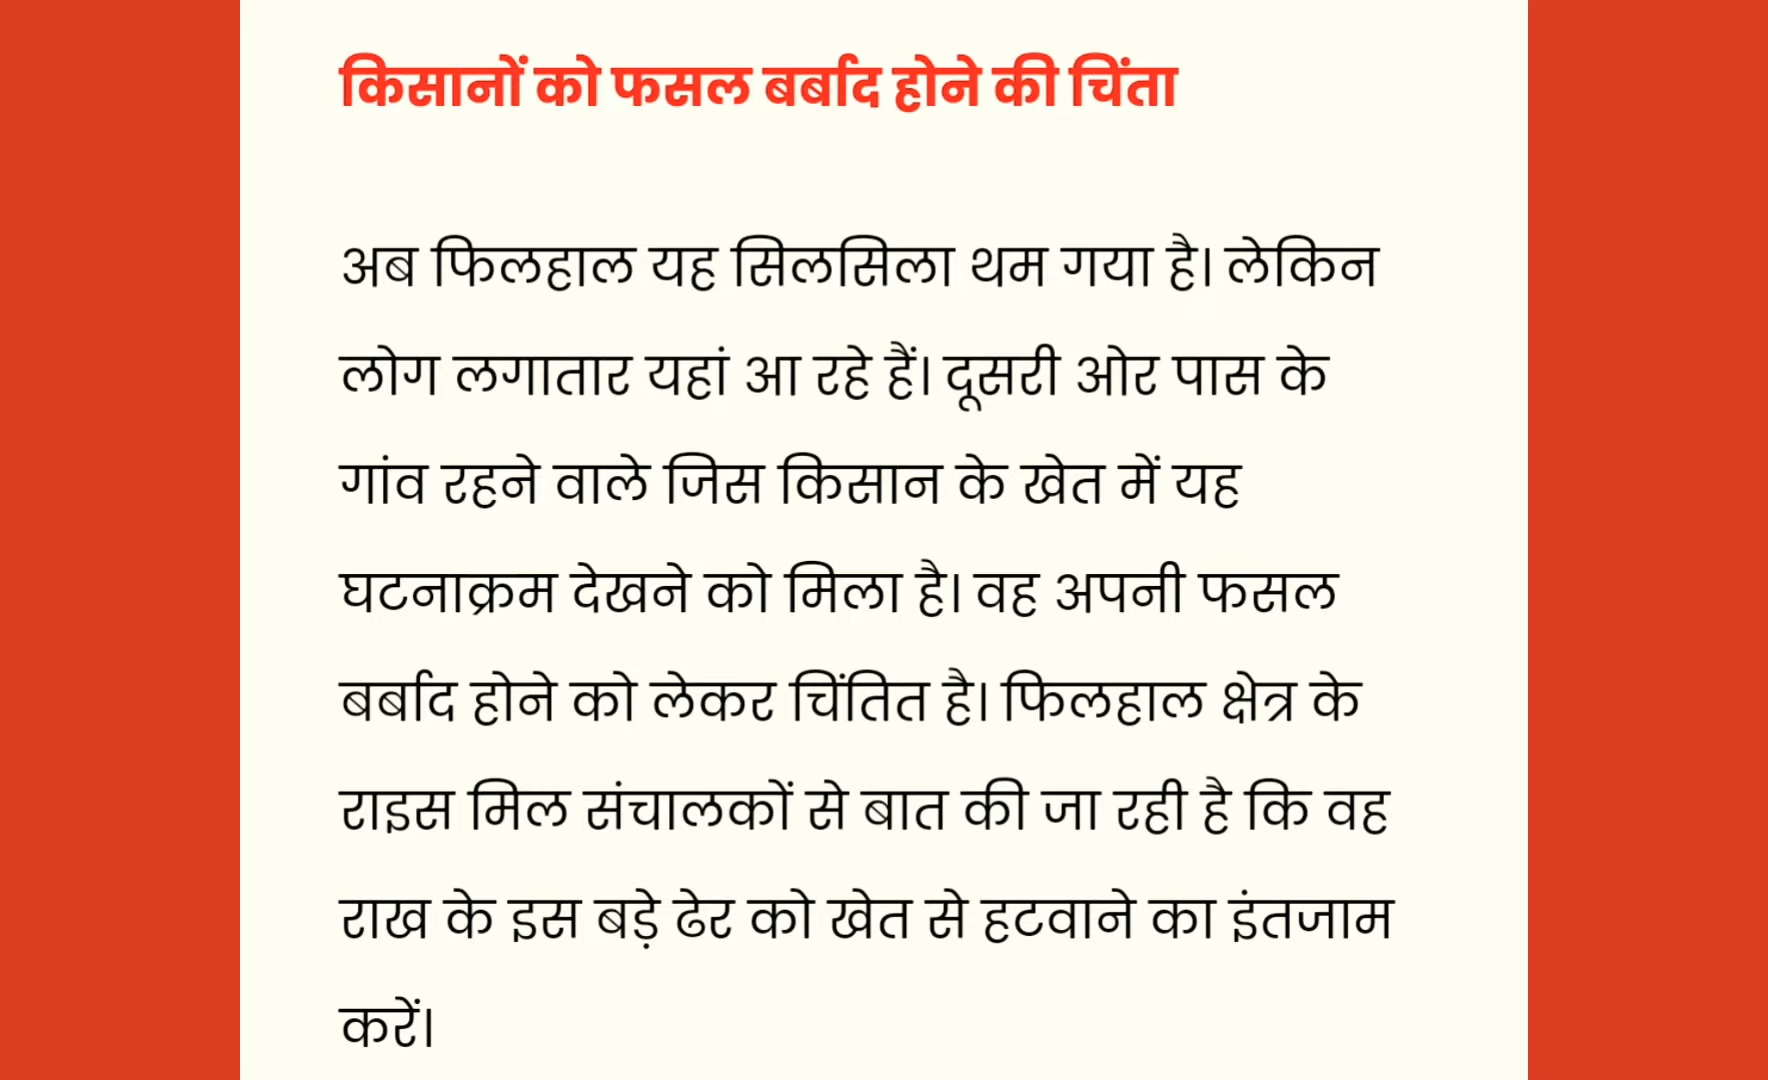 किसानों को फसल बर्बाद होने की चिंता
अब फिलहाल यह सिलसिला थम गया है। लेकिन
लोग लगातार यहां आ रहे हैं। दूसरी ओर पास के
गांव रहने वाले जिस किसान के खेत में यह
घटनाक्रम देखने को मिला है। वह अपनी फसल
बर्बाद होने को लेकर चिंतित है। फिलहाल क्षेत्र के
राइस मिल संचालकों से बात की जा रही है कि वह
राख के इस बड़े ढेर को खेत से हटवाने का इंतजाम
करें।